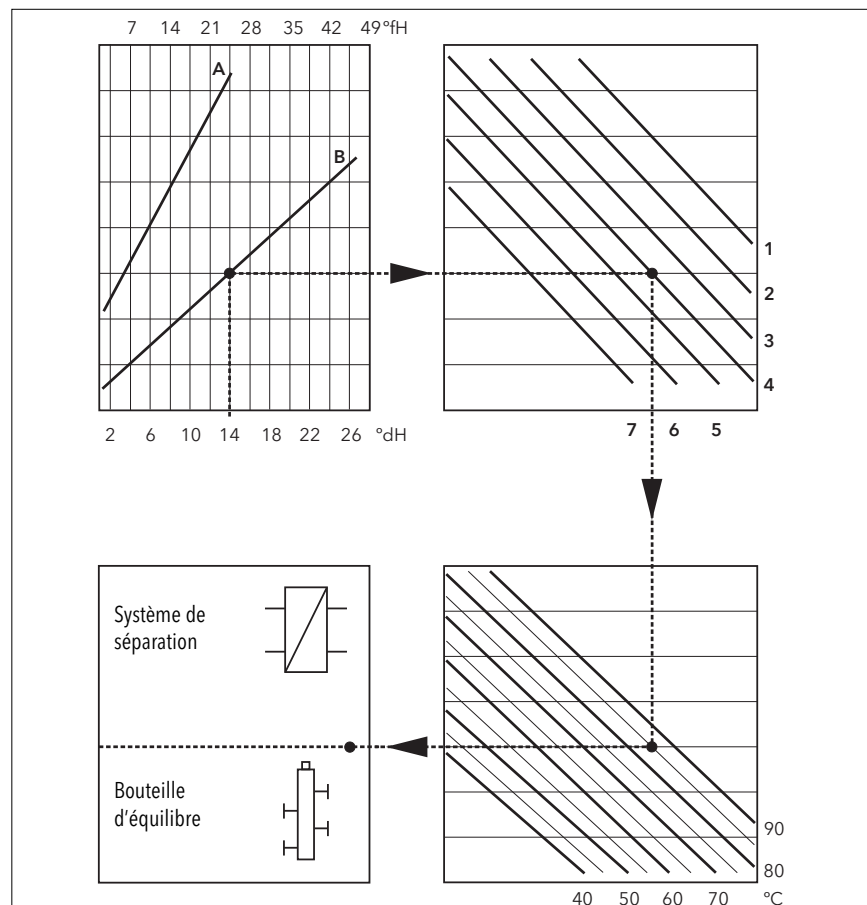 7 14 21 28 35 42 49 °fH
A
B
1
2
3
4
2 6 10 14 18 22 26 °dH
7 6 5
Système de
séparation
Bouteille
d'équilibre
90
80
40 50 60 70 °C